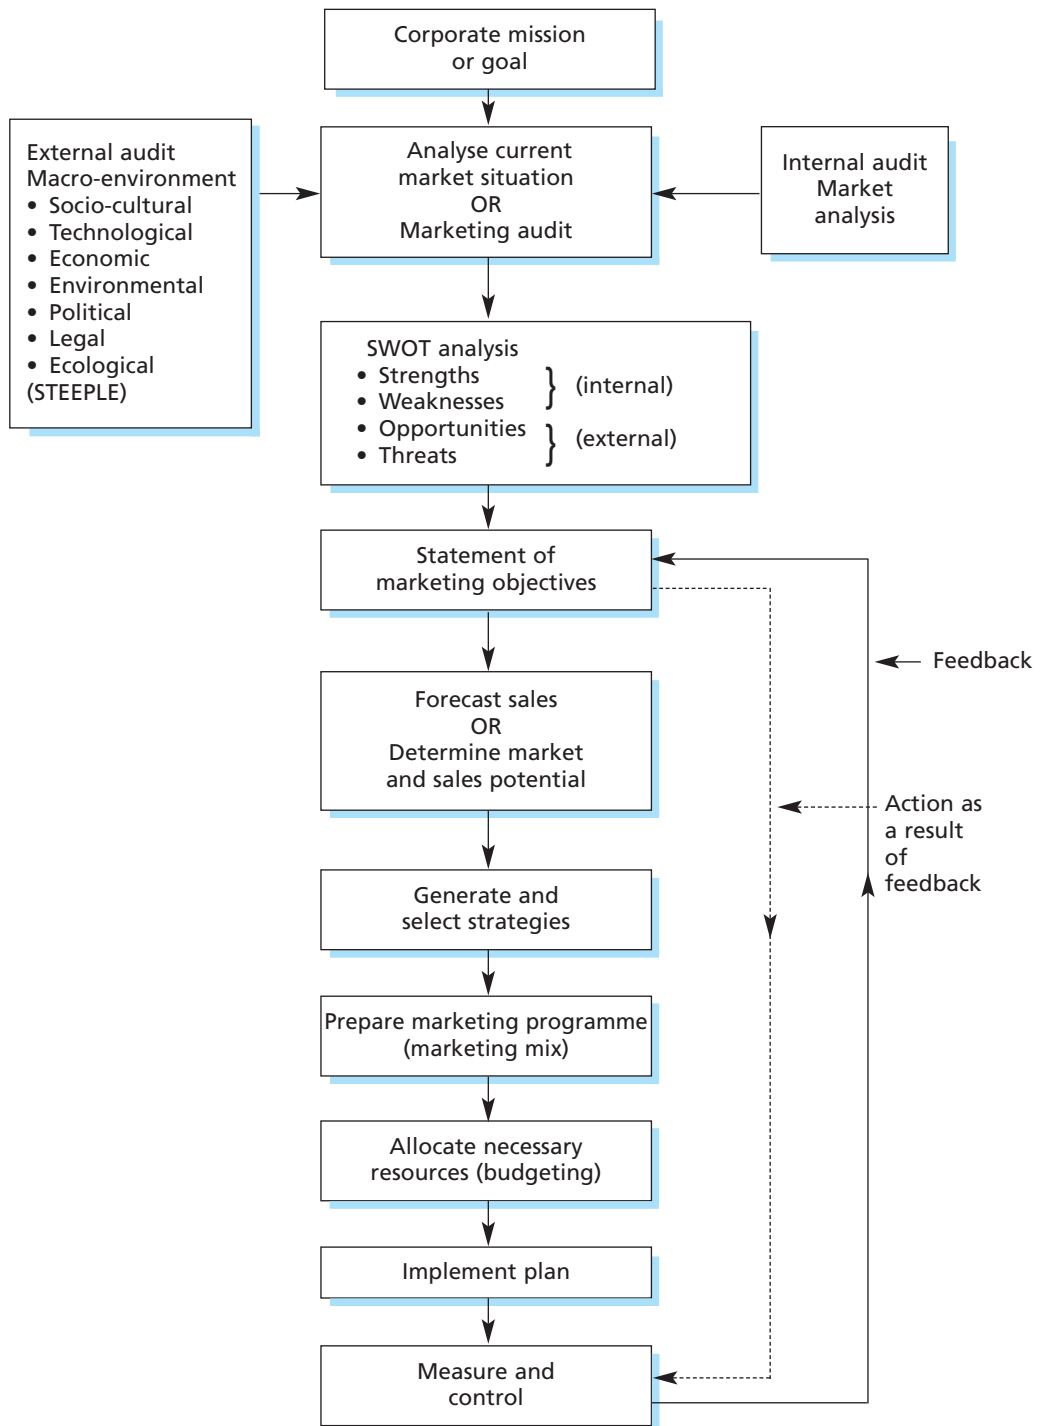 Corporate mission
or goal
External audit
Macro-environment
• Socio-cultural
• Technological
• Economic
• Environmental
• Political
• Legal
• Ecological
(STEEPLE)
Analyse current
market situation
OR
Marketing audit
Internal audit
Market
analysis
SWOT analysis
• Strengths
• Weaknesses
} (internal)
• Opportunities
• Threats
} (external)
Statement of
marketing objectives
Feedback
Forecast sales
OR
Determine market
and sales potential
Action as
a result
of
feedback
Generate and
select strategies
Prepare marketing programme
(marketing mix)
Allocate necessary
resources (budgeting)
Implement plan
Measure and
control